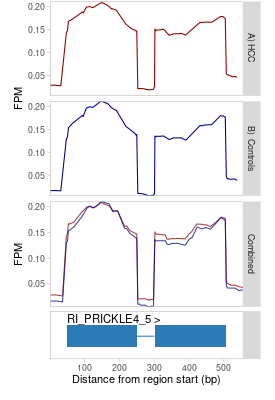 0.20
0.15
0.10
0.05
A) HCC
FPM
0.20
0.15
0.10
0.05
B): Controls
0.20
0.15
0.10
0.05
FPM
Combined
RI_PRICKLE4_5 >
100 200 300 400 500
Distance from region start (bp)